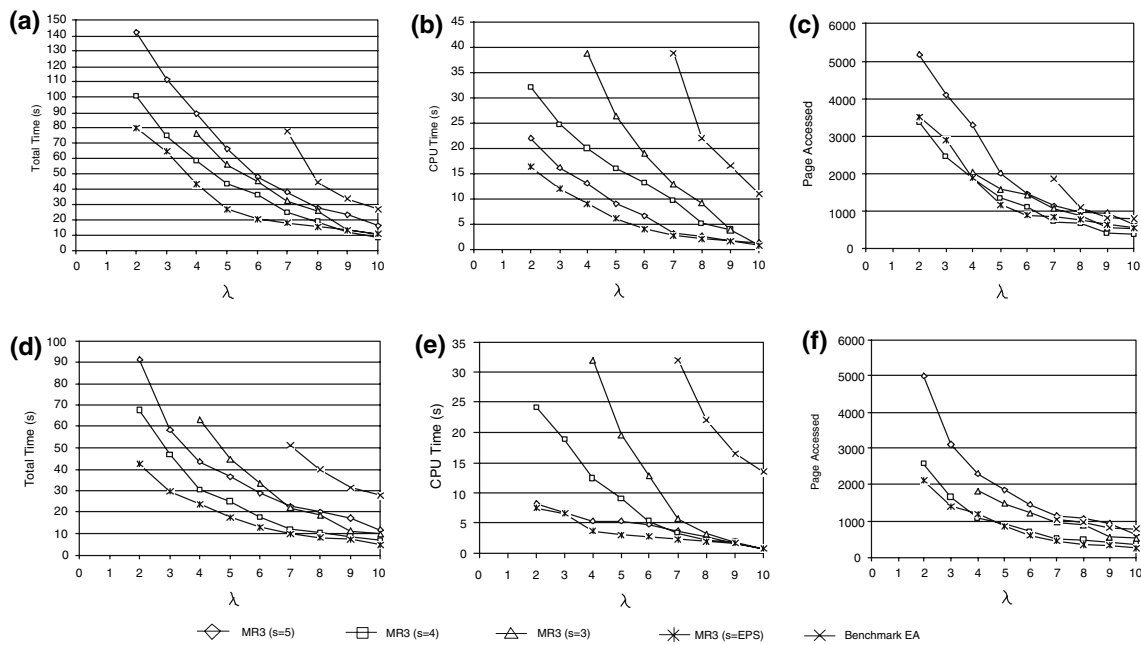 (a)
Total Time (s)
150
140
130
120
110
100
90
80
70
60
50
40
30
20
10
0
0 1 2 3 4 5 6 7 8 9 10
λ
(b)
CPU Time (s)
45
40
35
30
25
20
15
10
5
0
0 1 2 3 4 5 6 7 8 9 10
λ
(c)
Page Accessed
6000
5000
4000
3000
2000
1000
0
0 1 2 3 4 5 6 7 8 9 10
λ
(d)
Total Time (s)
100
90
80
70
60
50
40
30
20
10
0
0 1 2 3 4 5 6 7 8 9 10
λ
(e)
CPU Time (s)
35
30
25
20
15
10
5
0
0 1 2 3 4 5 6 7 8 9 10
λ
(f)
Page Accessed
6000
5000
4000
3000
2000
1000
0
0 1 2 3 4 5 6 7 8 9 10
λ
MR3 (s=5) MR3 (s=4) MR3 (s=3) MR3 (s=EPS) Benchmark EA